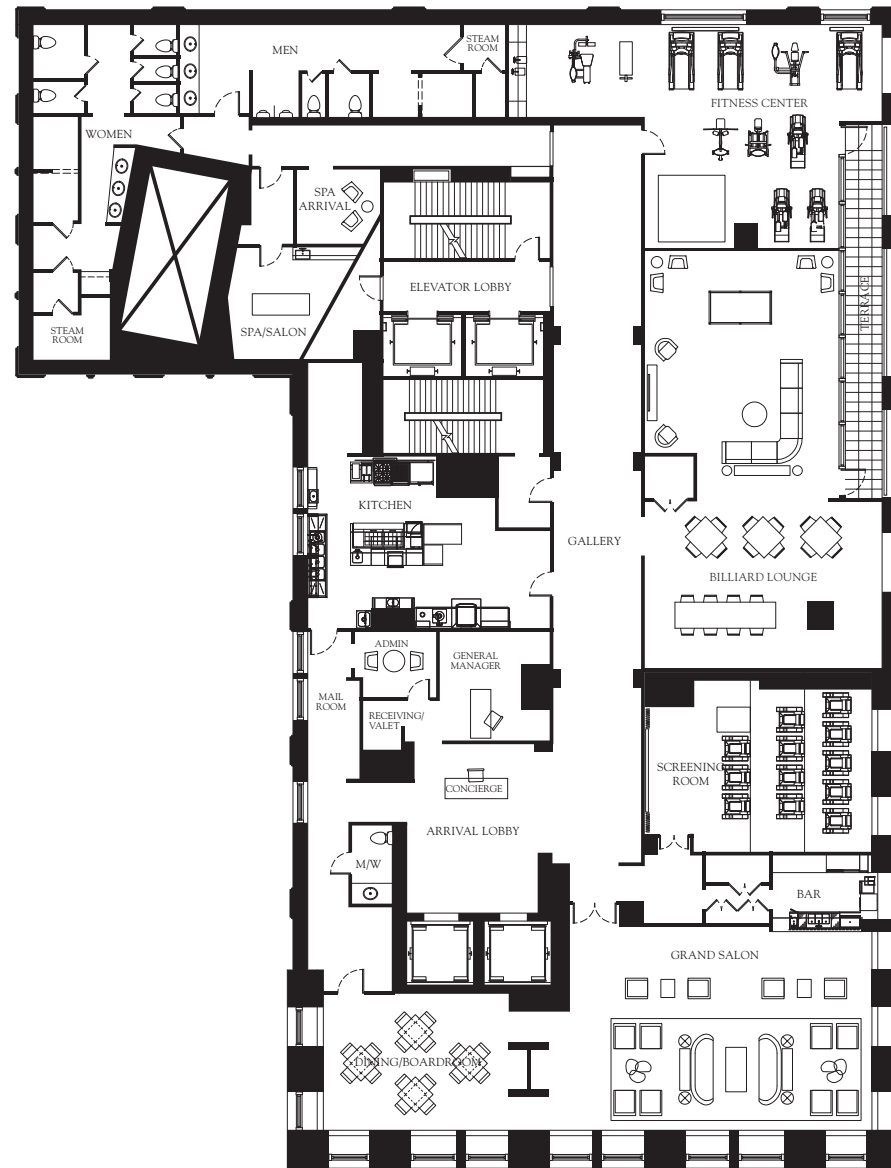 STEAM
ROOM
MEN
FITNESS CENTER
WOMEN
SPA
ARRIVAL
ELEVATOR LOBBY
TERRACE
STEAM
ROOM
SPA/SALON
KITCHEN
GALLERY
BILLIARD LOUNGE
ADMIN
GENERAL
MANAGER
MAIL
ROOM
RECEIVING/
VALET
SCREENING
ROOM
CONCIERGE
ARRIVAL LOBBY
M/W
BAR
GRAND SALON
DINING/BOARDROOM